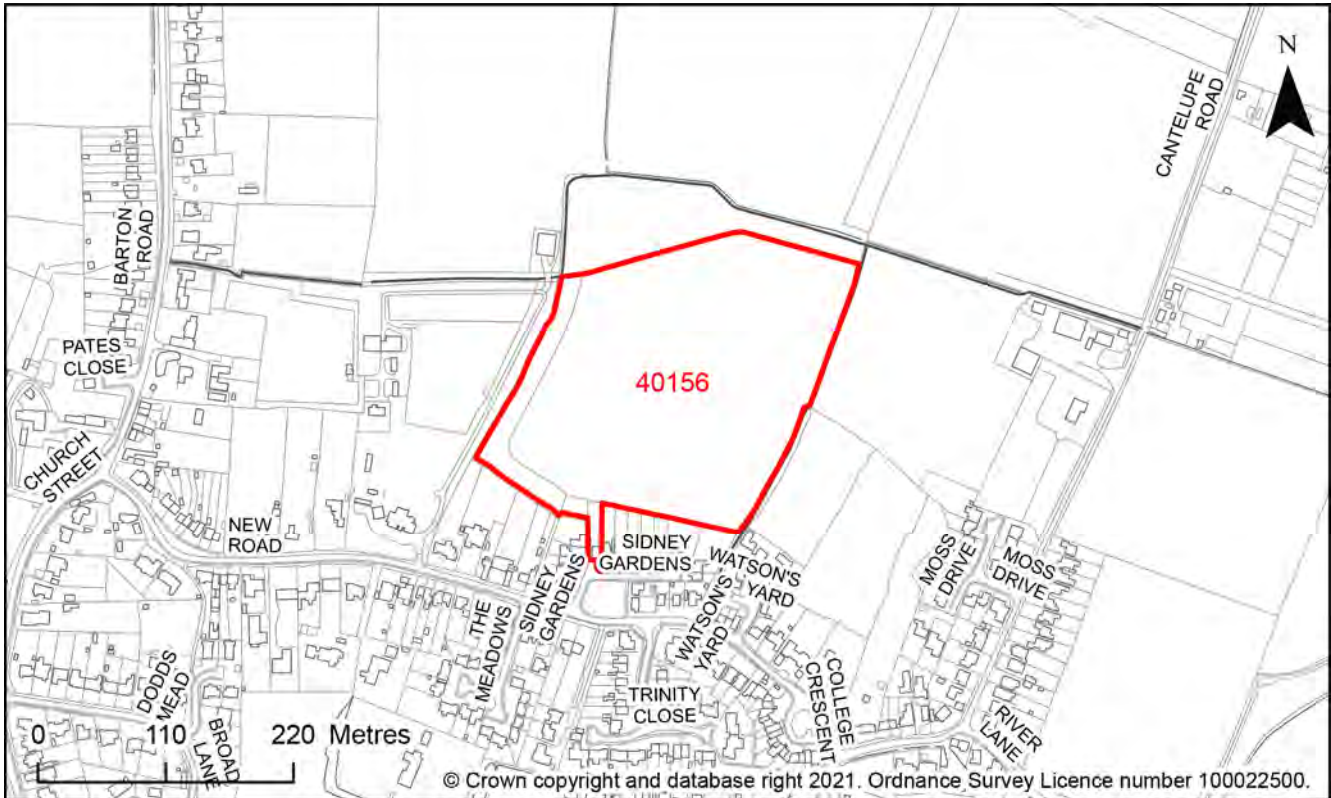 N
CANTELUPE
ROAD
BARTON
ROAD
PATES
CLOSE
40156
CHURCH
STREET
NEW
ROAD
SIDNEY
GARDENS
WATSON'S
YARD
MOSS
DRIVE
MOSS
DRIVE
THE
MEADOWS
SIDNEY
GARDENS
WATSON'S
YARD
DODDS
MEAD
TRINITY
CLOSE
COLLEGE
CRESCENT
RIVER
LANE
BROAD
LANE
0 110 220 Metres
© Crown copyright and database right 2021. Ordnance Survey Licence number 100022500.